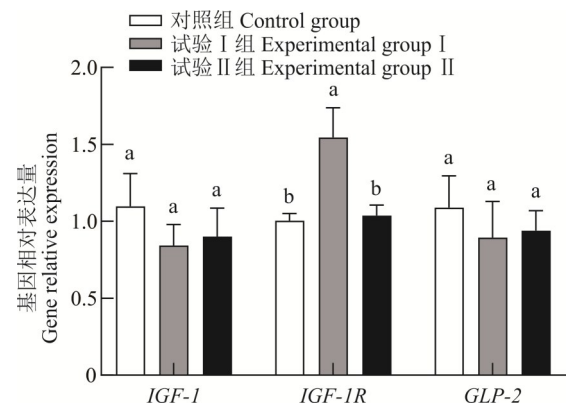 对照组 Control group
试验Ⅰ组 Experimental group Ⅰ
试验Ⅱ组 Experimental group Ⅱ
基因相对表达量
Gene relative expression
2.0
1.5
1.0
0.5
0
a
a
a
b
a
b
a
a
a
IGF-1
IGF-1R
GLP-2